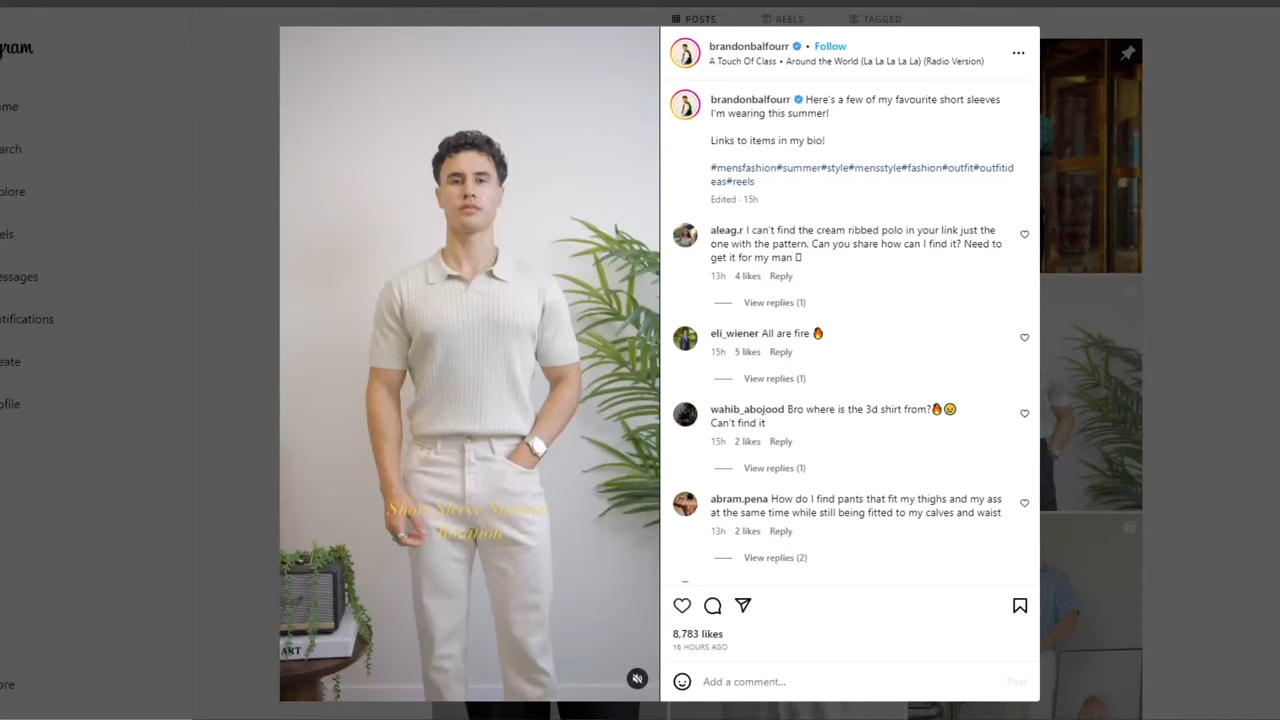 POSTS
REELS
TAGGED
gram
me
arch
lore
els
essages
otifications
eate
ofile
ore
brandonbalfourr • Follow
A Touch Of Class • Around the World (La La La La La) (Radio Version)
brandonbalfourr Here's a few of my favourite short sleeves
I'm wearing this summer!
Links to items in my bio!
#mensfashion#summer#style#mensstyle#fashion#outfit#outfitid
eas#reels
Edited · 15h
aleag.r I can't find the cream ribbed polo in your link just the
one with the pattern. Can you share how can I find it? Need to
get it for my man
13h 4 likes Reply
View replies (1)
eli_wiener All are fire 🔥
15h 5 likes Reply
View replies (1)
wahib_abojood Bro where is the 3d shirt from?🔥😢
Can't find it
15h 2 likes Reply
View replies (1)
abram.pena How do I find pants that fit my thighs and my ass
at the same time while still being fitted to my calves and waist
13h 2 likes Reply
View replies (2)
8,783 likes
16 HOURS AGO
Add a comment...
Post
Short Sleeve Summer
ART